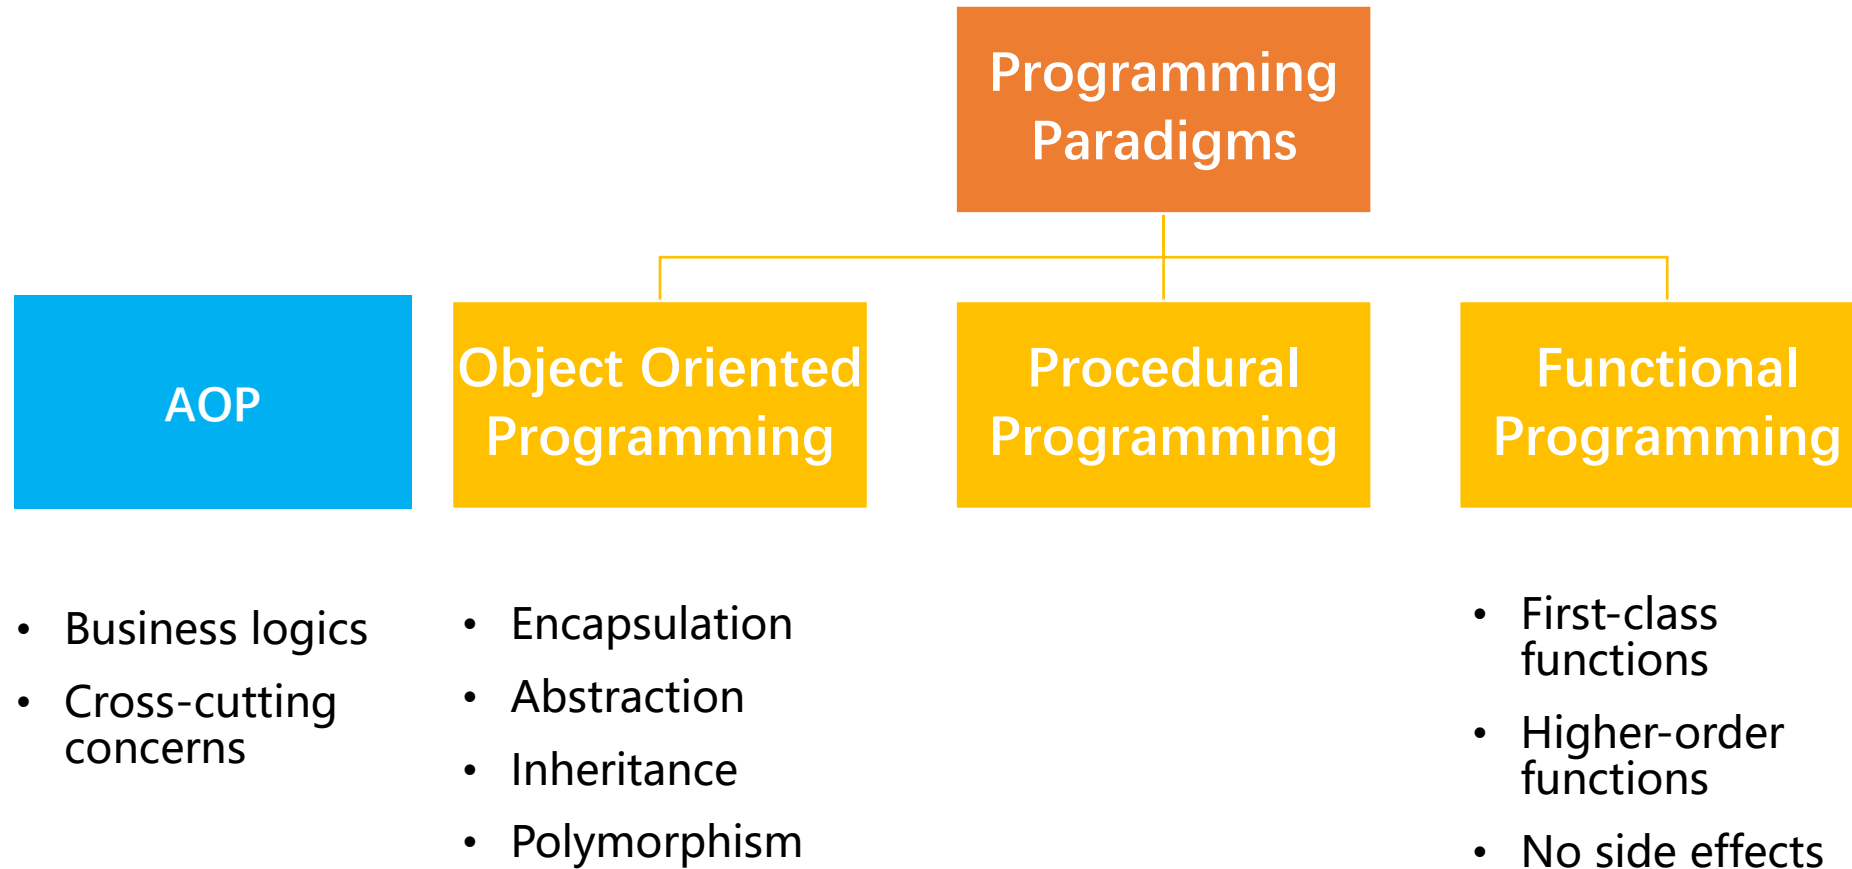 Programming
Paradigms
AOP
Object Oriented
Programming
Procedural
Programming
Functional
Programming
• Business logics
• Cross-cutting
concerns
• Encapsulation
• Abstraction
• Inheritance
• Polymorphism
• First-class
functions
• Higher-order
functions
• No side effects